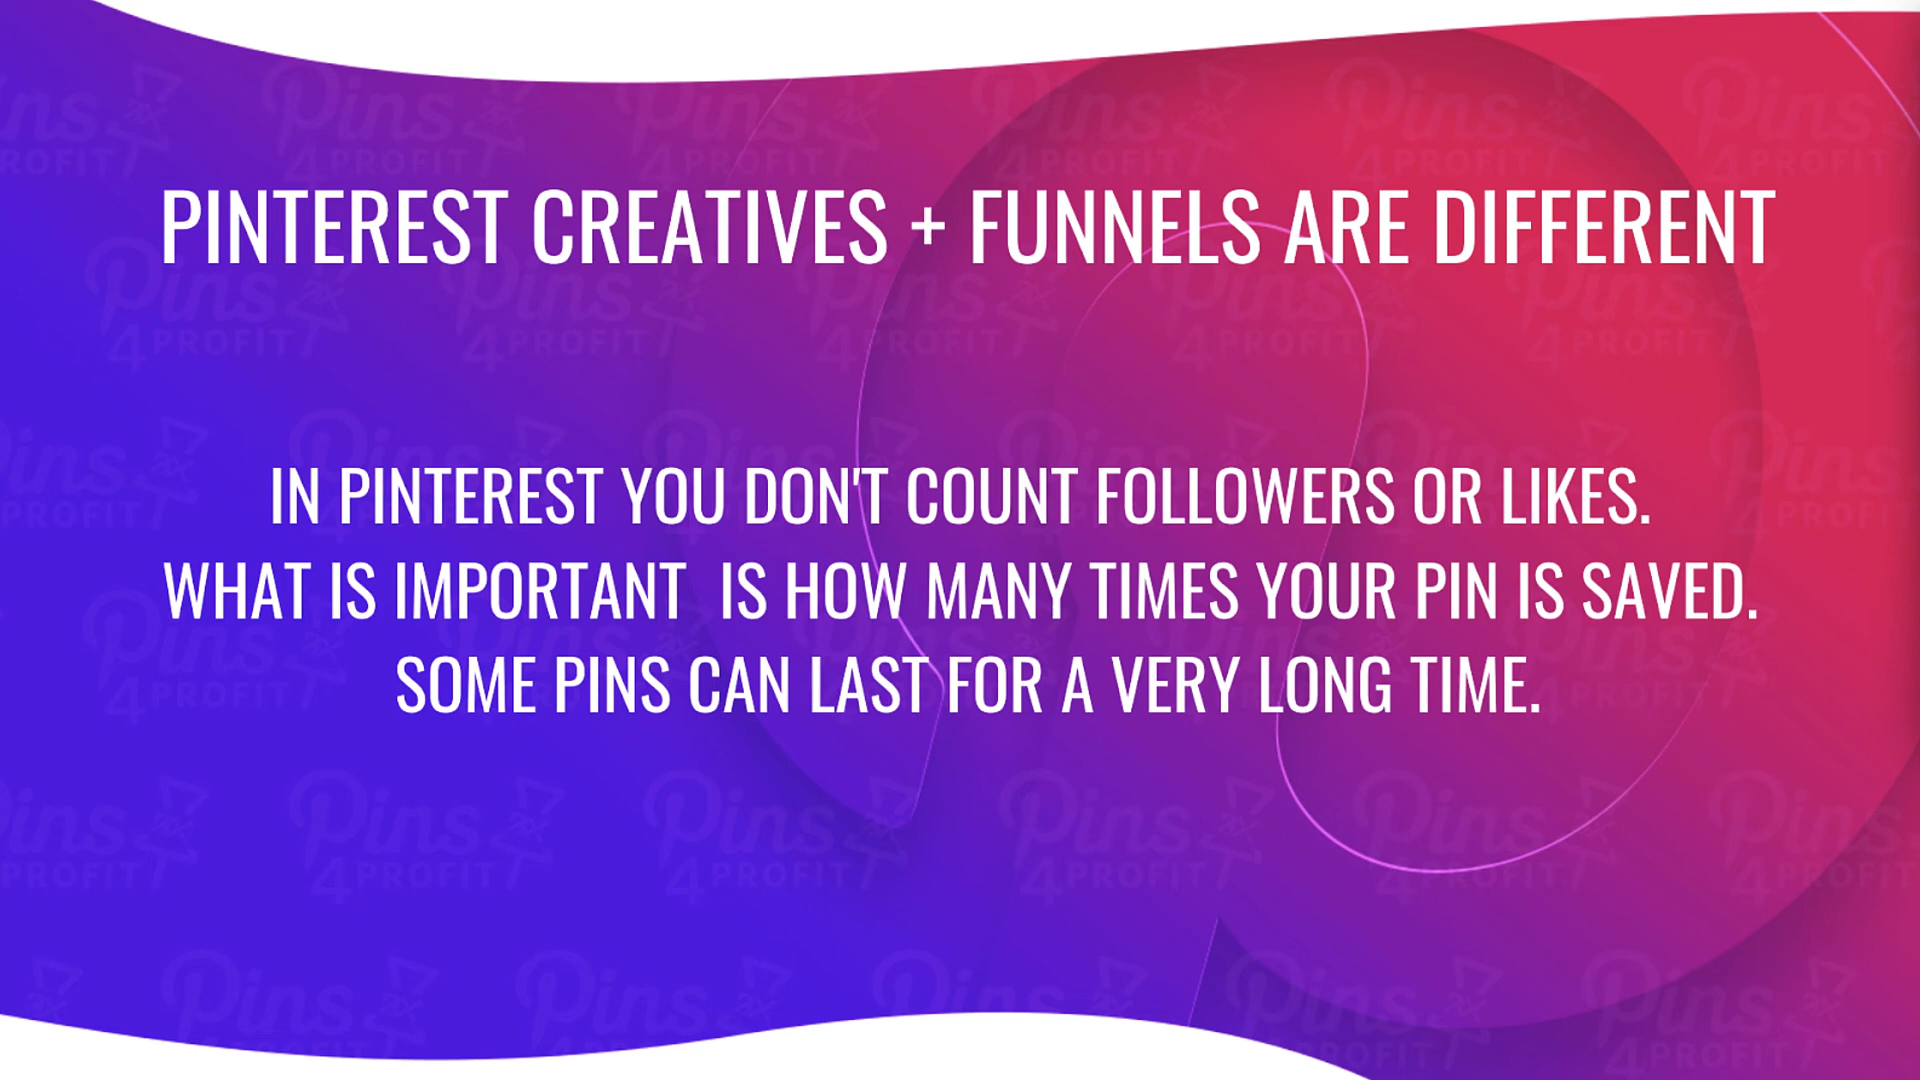 PINTEREST CREATIVES + FUNNELS ARE DIFFERENT
IN PINTEREST YOU DON'T COUNT FOLLOWERS OR LIKES.
WHAT IS IMPORTANT  IS HOW MANY TIMES YOUR PIN IS SAVED.
SOME PINS CAN LAST FOR A VERY LONG TIME.